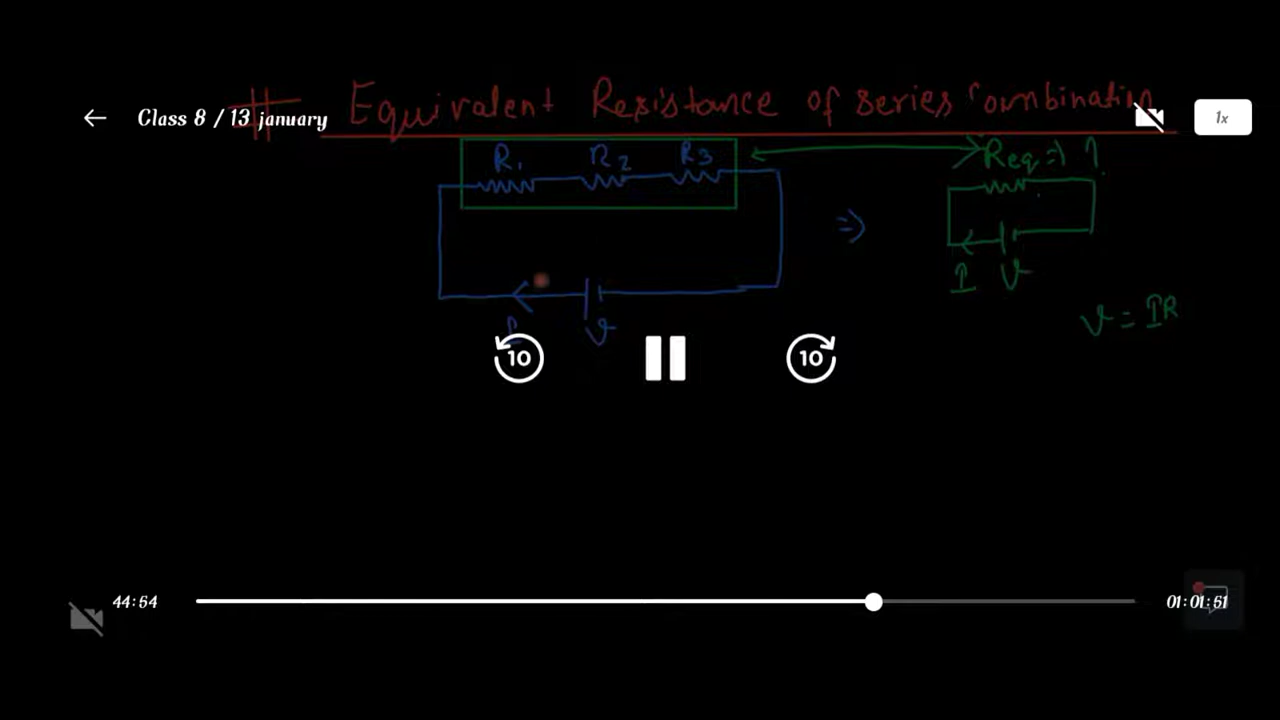 # Equivalent Resistance of series Combination
Class 8 / 13 january
1x
R1 R2 R3
Req => ?
=>
I V
I V
V = IR
10 10
44:54
01:01:51